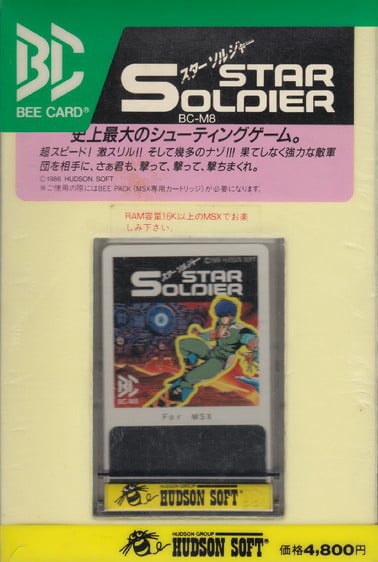 BC
BEE CARD®
スターソルジャー
STAR
SOLDIER
BC-M8
史上最大のシューティングゲーム。
超スピード！激スリル!! そして幾多のナゾ!!! 果てしなく強力な敵軍
団を相手に、さぁ君も、撃って、撃って、撃ちまくれ。
©1986 HUDSON SOFT
※ご使用の際にはBEE PACK (MSX専用カートリッジ)が必要になります。
RAM容量16K以上のMSXでお楽
しみ下さい。
©1986 HUDSON SOFT
スターソルジャー
STAR
SOLDIER
BC
BC-M8
For MSX
HUDSON SOFT
HUDSON GROUP
HUDSON SOFT®
価格4,800円